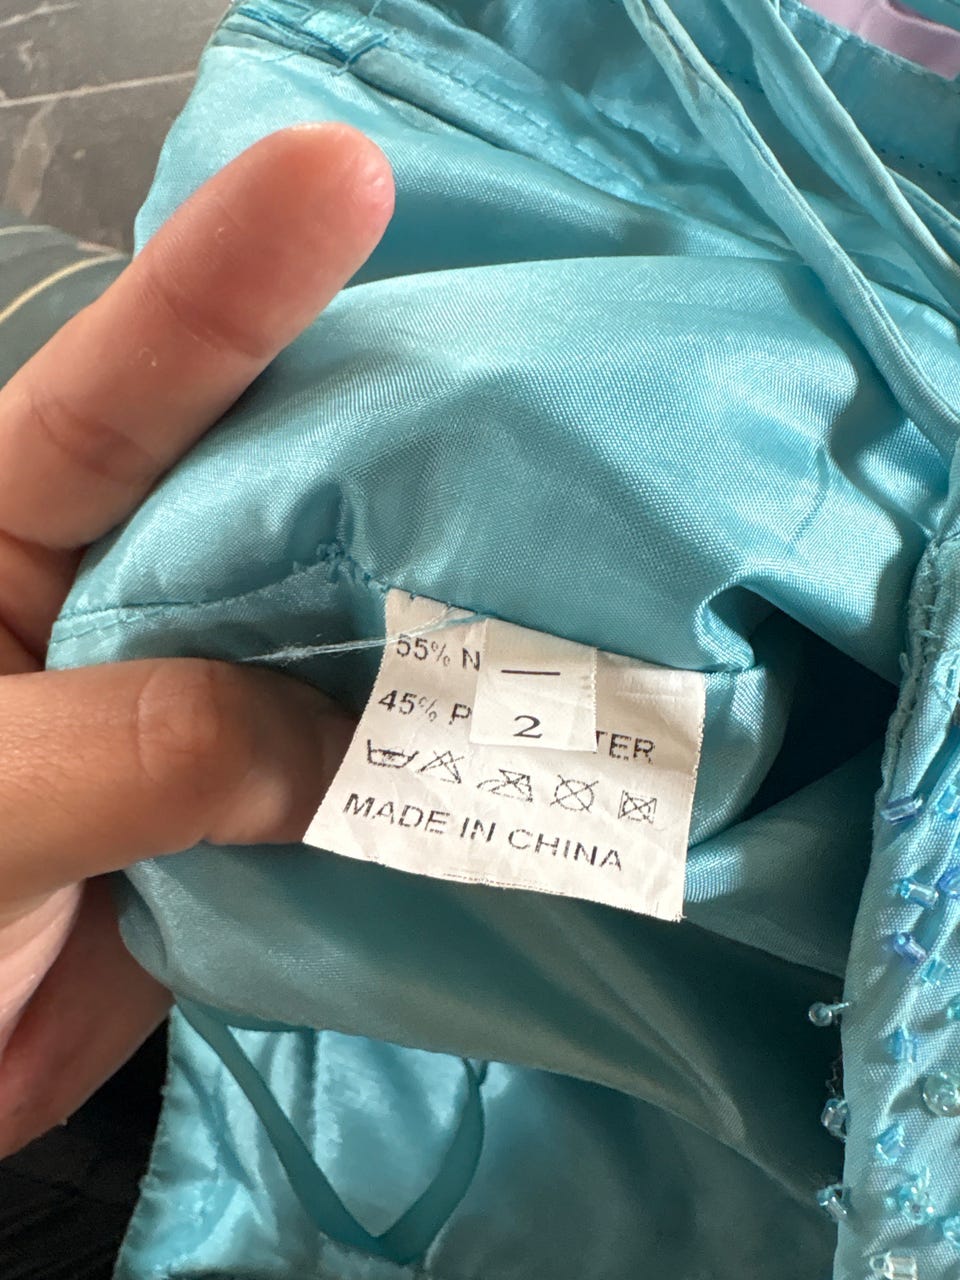 55% N
45% P TER
—
2
MADE IN CHINA